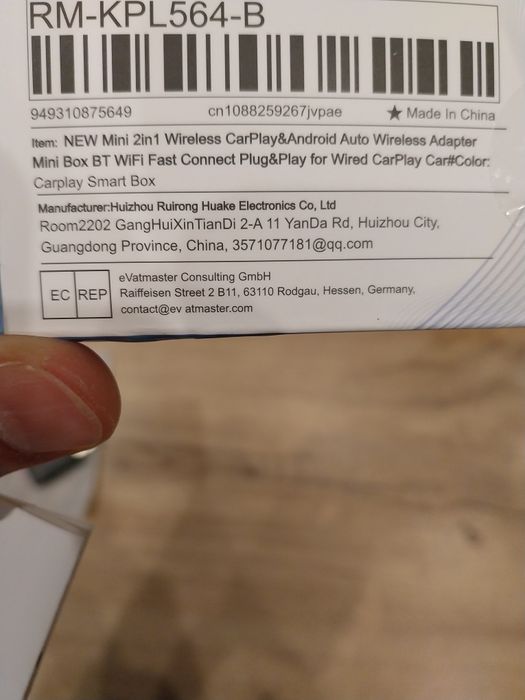 RM-KPL564-B
949310875649 cn1088259267jvpae ★ Made In China
Item: NEW Mini 2in1 Wireless CarPlay&Android Auto Wireless Adapter
Mini Box BT WiFi Fast Connect Plug&Play for Wired CarPlay Car#Color:
Carplay Smart Box
Manufacturer:Huizhou Ruirong Huake Electronics Co, Ltd
Room2202 GangHuiXinTianDi 2-A 11 YanDa Rd, Huizhou City,
Guangdong Province, China, 3571077181@qq.com
EC REP
eVatmaster Consulting GmbH
Raiffeisen Street 2 B11, 63110 Rodgau, Hessen, Germany,
contact@ev atmaster.com